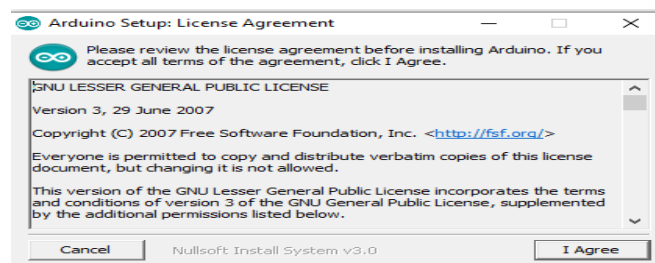 Arduino Setup: License Agreement
Please review the license agreement before installing Arduino. If you
accept all terms of the agreement, click I Agree.
GNU LESSER GENERAL PUBLIC LICENSE
Version 3, 29 June 2007
Copyright (C) 2007 Free Software Foundation, Inc. <http://fsf.org/>
Everyone is permitted to copy and distribute verbatim copies of this license
document, but changing it is not allowed.
This version of the GNU Lesser General Public License incorporates the terms
and conditions of version 3 of the GNU General Public License, supplemented
by the additional permissions listed below.
Cancel
Nullsoft Install System v3.0
I Agree